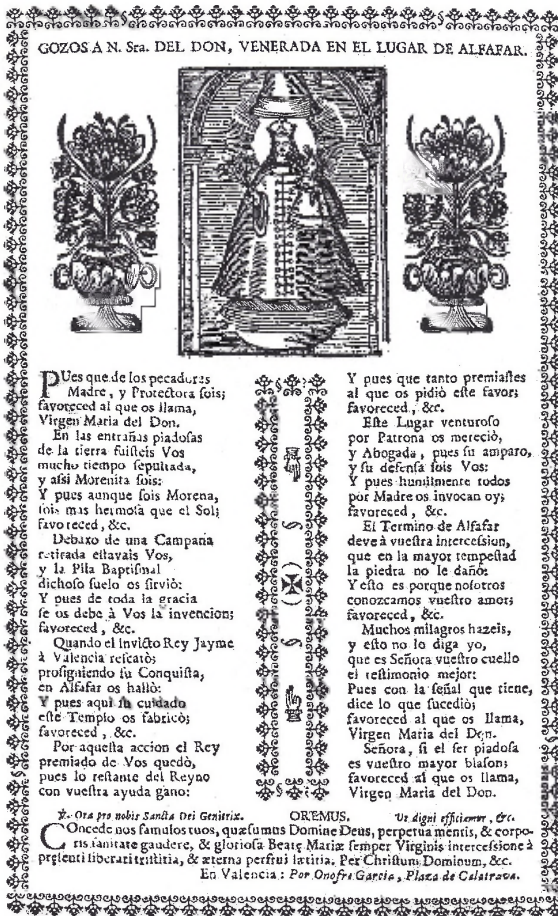 GOZOS A N. Sra. DEL DON, VENERADA EN EL LUGAR DE ALFAFAR.
PUes que de los pecadores
Madre, y Protectora ſois;
favoreced al que os llama,
Virgen Maria del Don.
En las entrañas piadoſas
de la tierra fuiſteis Vos
mucho tiempo ſepultada,
y aſsi Morenita ſois:
Y pues aunque ſois Morena,
ſois mas hermoſa que el Sol;
favoreced, &c.
Debaxo de una Campana
retirada eſtavais Vos,
y la Pila Baptiſmal
dichoſo ſuelo os ſirviò:
Y pues de toda la gracia
ſe os debe à Vos la invencion;
favoreced, &c.
Quando el invicto Rey Jayme
à Valencia reſcatò;
proſiguiendo ſu Conquiſta,
en Alfafar os hallò:
Y pues aqui ſu cuidado
eſte Templo os fabricò;
favoreced, &c.
Por aqueſta accion el Rey
premiado de Vos quedò,
pues lo reſtante del Reyno
con vueſtra ayuda ganò:
Y pues que tanto premiaſtes
al que os pidiò eſte favor;
favoreced, &c.
Eſte Lugar venturoſo
por Patrona os mereciò,
y Abogada, pues ſu amparo,
y ſu defenſa ſois Vos:
Y pues humilmente todos
por Madre os invocan oy;
favoreced, &c.
El Termino de Alfafar
deve à vueſtra interceſsion,
que en la mayor tempeſtad
la piedra no le dañò:
Y eſto es porque noſotros
conozcamos vueſtro amor;
favoreced, &c.
Muchos milagros hazeis,
y eſto no lo diga yo,
que es Señora vueſtro cuello
el teſtimonio mejor:
Pues con la ſeñal que tiene,
dice lo que ſucediò;
favoreced al que os llama,
Virgen Maria del Don.
Señora, ſi el ſer piadoſa
es vueſtro mayor blaſon;
favoreced al que os llama,
Virgen Maria del Don.
℣. Ora pro nobis Sancta Dei Genitrix. OREMUS. Ut digni efficiamur, &c.
COncede nos famulos tuos, quæſumus Domine Deus, perpetua mentis, & corpo-
ris ſanitate gaudere, & glorioſa Beatæ Mariæ ſemper Virginis interceſsione à
preſenti liberari triſtitia, & æterna perfrui lætitia. Per Chriſtum Dominum, &c.
En Valencia: Por Onofre Garcia, Plaza de Calatrava.